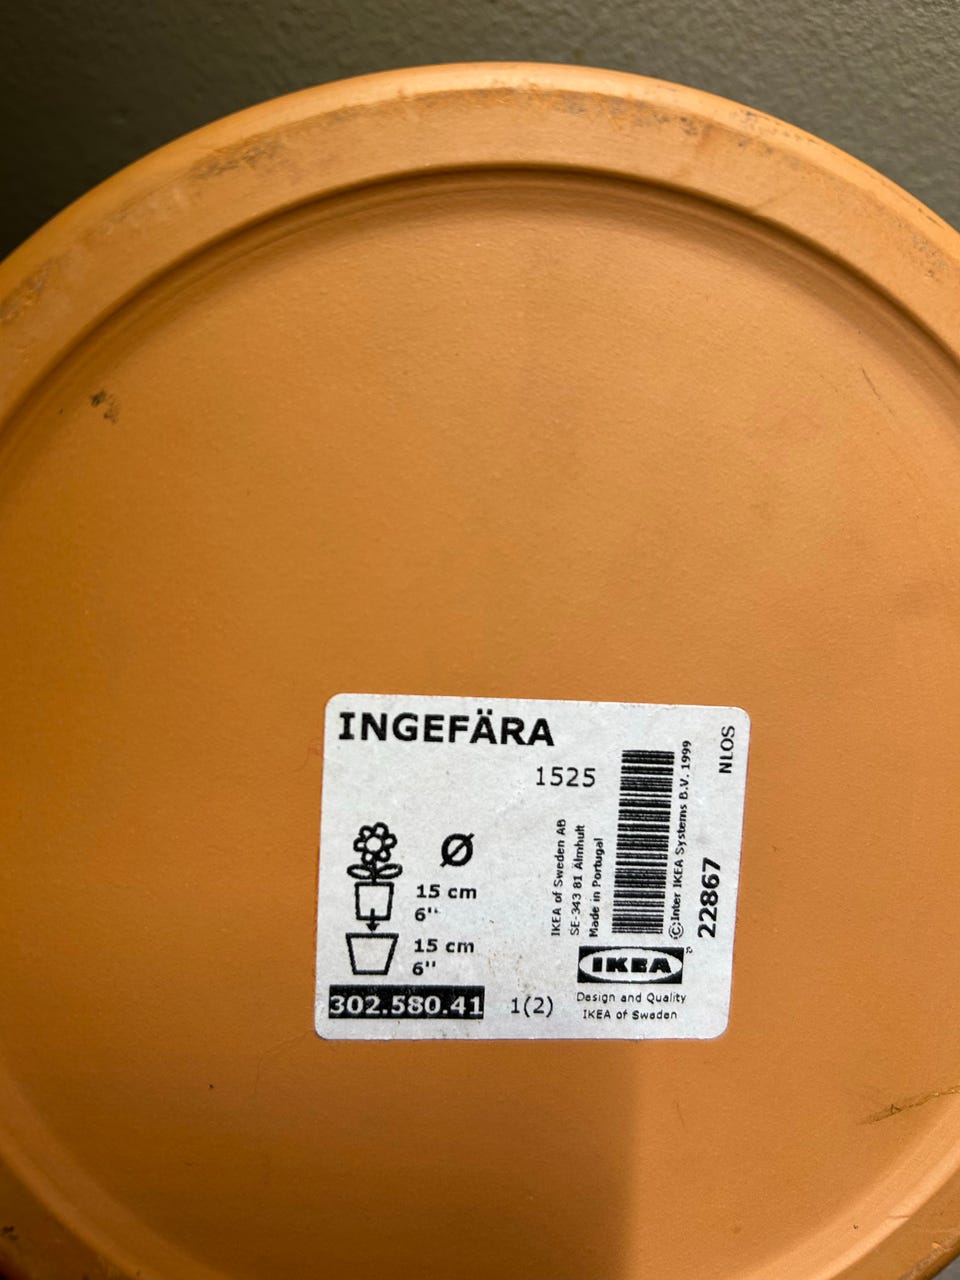 INGEFÄRA
1525
Ø
15 cm
6"
15 cm
6"
302.580.41
1(2)
IKEA of Sweden AB
SE-343 81 Älmhult
Made in Portugal
© Inter IKEA Systems B.V. 1999
22867
NLOS
IKEA
Design and Quality
IKEA of Sweden